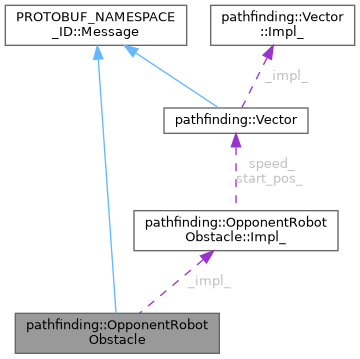 PROTOBUF_NAMESPACE
_ID::Message
pathfinding::Vector
::Impl_
_impl_
pathfinding::Vector
speed_
start_pos_
pathfinding::OpponentRobot
Obstacle::Impl_
_impl_
pathfinding::OpponentRobot
Obstacle